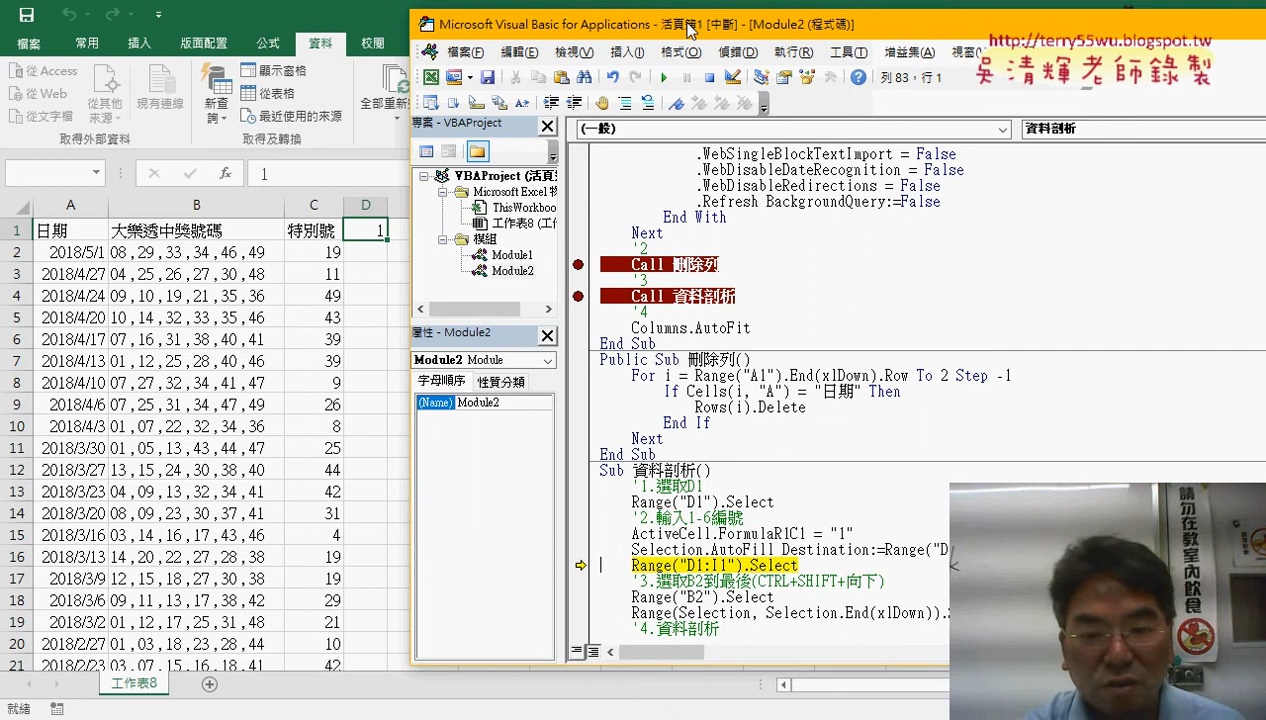 Microsoft Visual Basic for Applications - 活頁簿1 [中斷] - [Module2 (程式碼)]
http://terry55wu.blogspot.tw
吳清輝老師錄製
檔案 常用 插入 版面配置 公式 資料 校閱
檔案(F) 編輯(E) 檢視(V) 插入(I) 格式(O) 偵錯(D) 執行(R) 工具(T) 增益集(A) 視窗
列 83, 行 1
從 Access
從 Web
從文字檔
從其他
來源
現有連線
新查
詢
顯示查詢
從表格
最近使用的來源
全部重新
取得外部資料 取得及轉換
1
專案 - VBAProject
VBAProject (活頁
Microsoft Excel 物
ThisWorkboo
工作表8 (工作
模組
Module1
Module2
屬性 - Module2
Module2 Module
字母順序 性質分類
(Name) Module2
(一般) 資料剖析
.WebSingleBlockTextImport = False
.WebDisableDateRecognition = False
.WebDisableRedirections = False
.Refresh BackgroundQuery:=False
End With
Next
'2
Call 刪除列
'3
Call 資料剖析
'4
Columns.AutoFit
End Sub
Public Sub 刪除列()
For i = Range("A1").End(xlDown).Row To 2 Step -1
If Cells(i, "A") = "日期" Then
Rows(i).Delete
End If
Next
End Sub
Sub 資料剖析()
'1.選取D1
Range("D1").Select
'2.輸入1-6編號
ActiveCell.FormulaR1C1 = "1"
Selection.AutoFill Destination:=Range("D
Range("D1:I1").Select
'3.選取B2到最後(CTRL+SHIFT+向下)
Range("B2").Select
Range(Selection, Selection.End(xlDown)).S
'4.資料剖析
A B C D
1 日期 大樂透中獎號碼 特別號 1
2 2018/5/1 08,29,33,34,46,49 19
3 2018/4/27 04,25,26,27,30,48 11
4 2018/4/24 09,10,19,21,35,36 49
5 2018/4/20 10,14,32,33,35,46 43
6 2018/4/17 07,16,31,38,40,41 39
7 2018/4/13 01,12,25,28,40,46 39
8 2018/4/10 07,27,32,34,41,47 9
9 2018/4/6 07,25,31,34,47,49 26
10 2018/4/3 01,07,22,32,34,36 8
11 2018/3/30 01,05,13,43,44,47 25
12 2018/3/27 13,15,24,30,38,40 44
13 2018/3/23 04,09,13,32,34,41 42
14 2018/3/20 08,09,23,30,37,41 31
15 2018/3/16 03,14,16,17,43,46 4
16 2018/3/13 14,20,22,27,28,38 19
17 2018/3/9 12,15,18,27,30,38 19
18 2018/3/6 09,11,13,17,38,42 29
19 2018/3/2 01,12,17,25,31,48 21
20 2018/2/27 01,03,18,23,28,44 10
21 2018/2/23 03,07,15,16,18,41 42
工作表8
就緒
請勿在教室內飲食